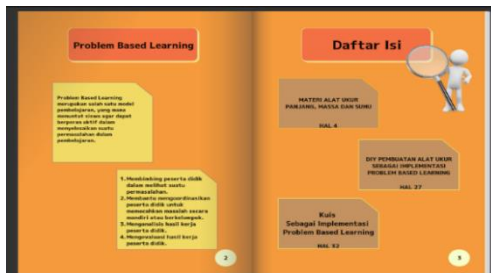 Problem Based Learning
Problem Based Learning
merupakan salah satu model
pembelajaran, yang mana
menuntut siswa agar dapat
berperan aktif dalam
menyelesaikan suatu
permasalahan dalam
pembelajaran.
1. Membimbing peserta didik
dalam melihat suatu
permasalahan.
2. Membantu mengoordinasikan
peserta didik untuk
memecahkan masalah secara
mandiri atau berkelompok.
3. Menganalisis hasil kerja
peserta didik.
4. Mengevaluasi hasil kerja
peserta didik.
2
Daftar Isi
MATERI ALAT UKUR
PANJANG, MASSA DAN SUHU
HAL 4
DIY PEMBUATAN ALAT UKUR
SEBAGAI IMPLEMENTASI
PROBLEM BASED LEARNING
HAL 27
Kuis
Sebagai Implementasi
Problem Based Learning
HAL 32